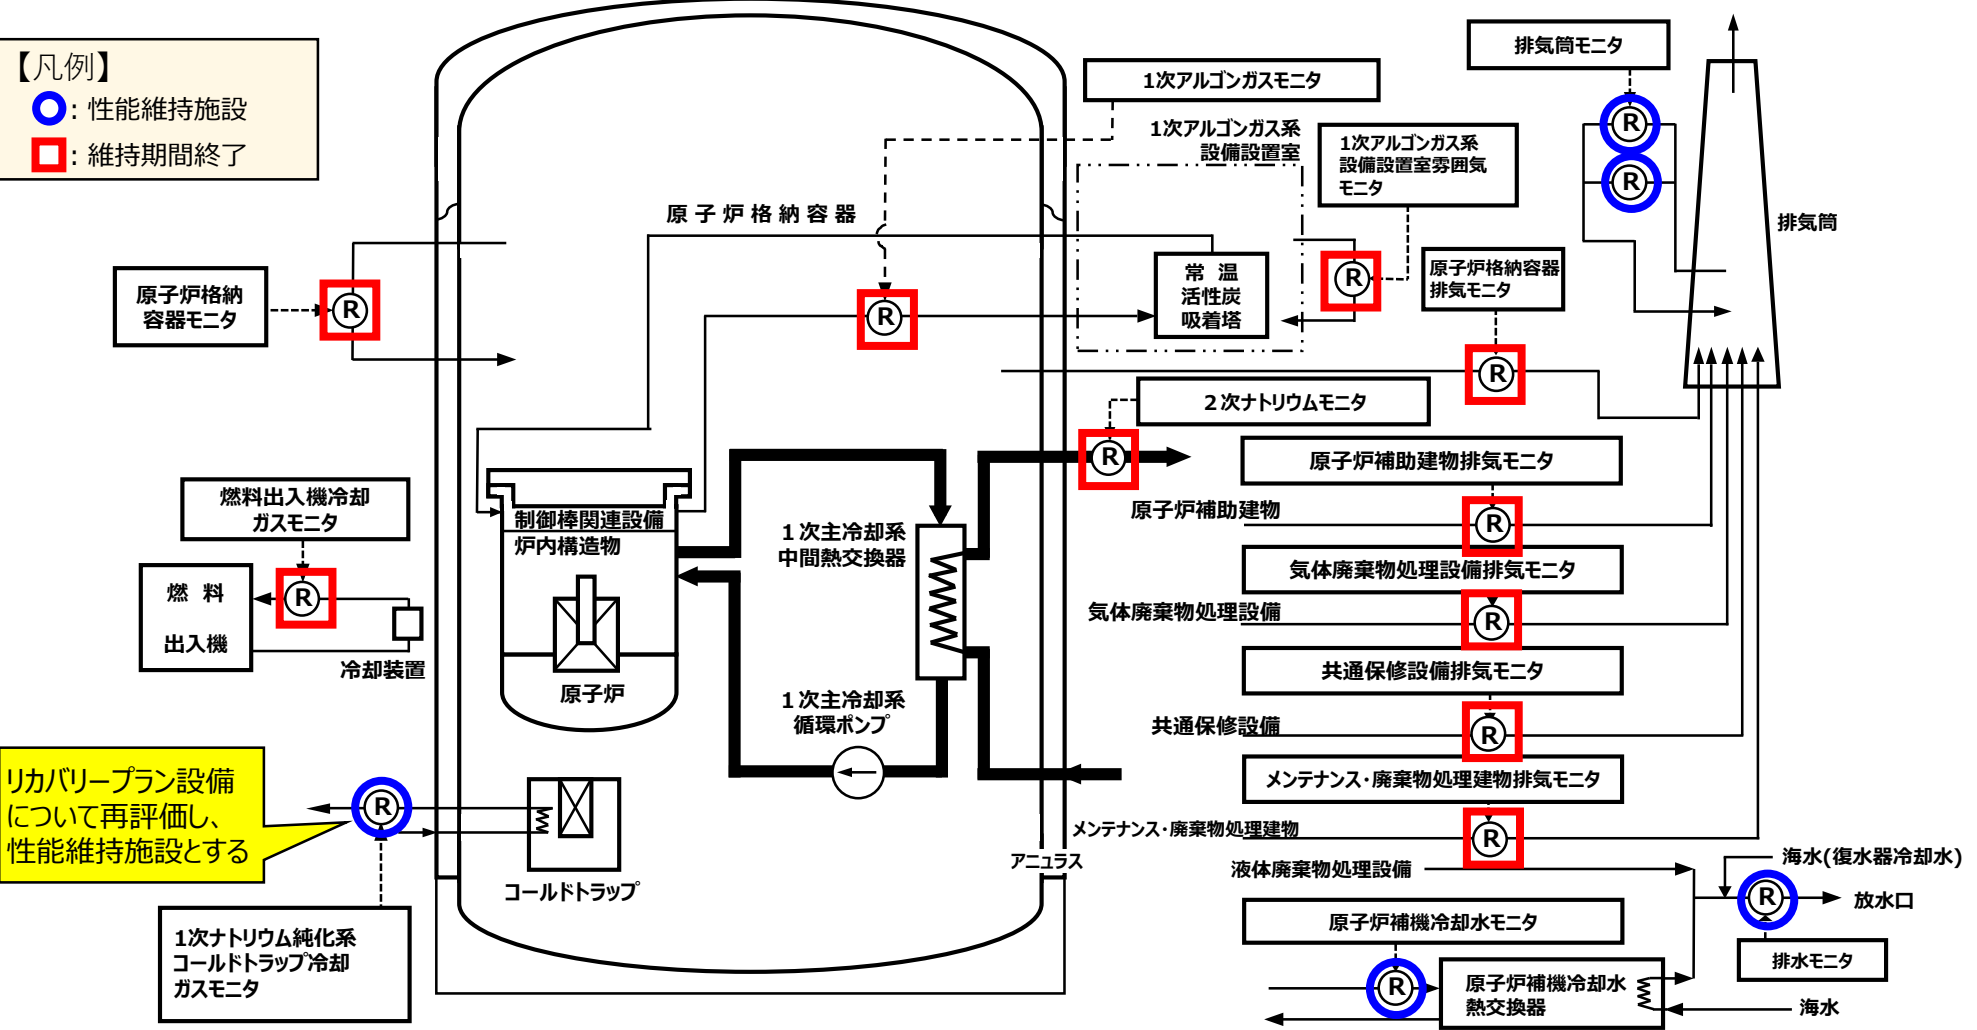 【凡例】
：性能維持施設
：維持期間終了
排気筒モニタ
1次アルゴンガスモニタ
1次アルゴンガス系
設備設置室
1次アルゴンガス系
設備設置室雰囲気
モニタ
R
R
排気筒
原子炉格納容器
原子炉格納
容器モニタ
R
R
常温
活性炭
吸着塔
R
原子炉格納容器
排気モニタ
R
2次ナトリウムモニタ
R
原子炉補助建物排気モニタ
原子炉補助建物
R
燃料出入機冷却
ガスモニタ
制御棒関連設備
炉内構造物
1次主冷却系
中間熱交換器
気体廃棄物処理設備排気モニタ
気体廃棄物処理設備
R
燃料
出入機
R
冷却装置
原子炉
1次主冷却系
循環ポンプ
共通保修設備排気モニタ
共通保修設備
R
メンテナンス・廃棄物処理建物排気モニタ
メンテナンス・廃棄物処理建物
R
リカバリープラン設備
について再評価し、
性能維持施設とする
R
コールドトラップ
アニュラス
液体廃棄物処理設備
海水(復水器冷却水)
R
放水口
排水モニタ
1次ナトリウム純化系
コールドトラップ冷却
ガスモニタ
原子炉補機冷却水モニタ
R
原子炉補機冷却水
熱交換器
海水